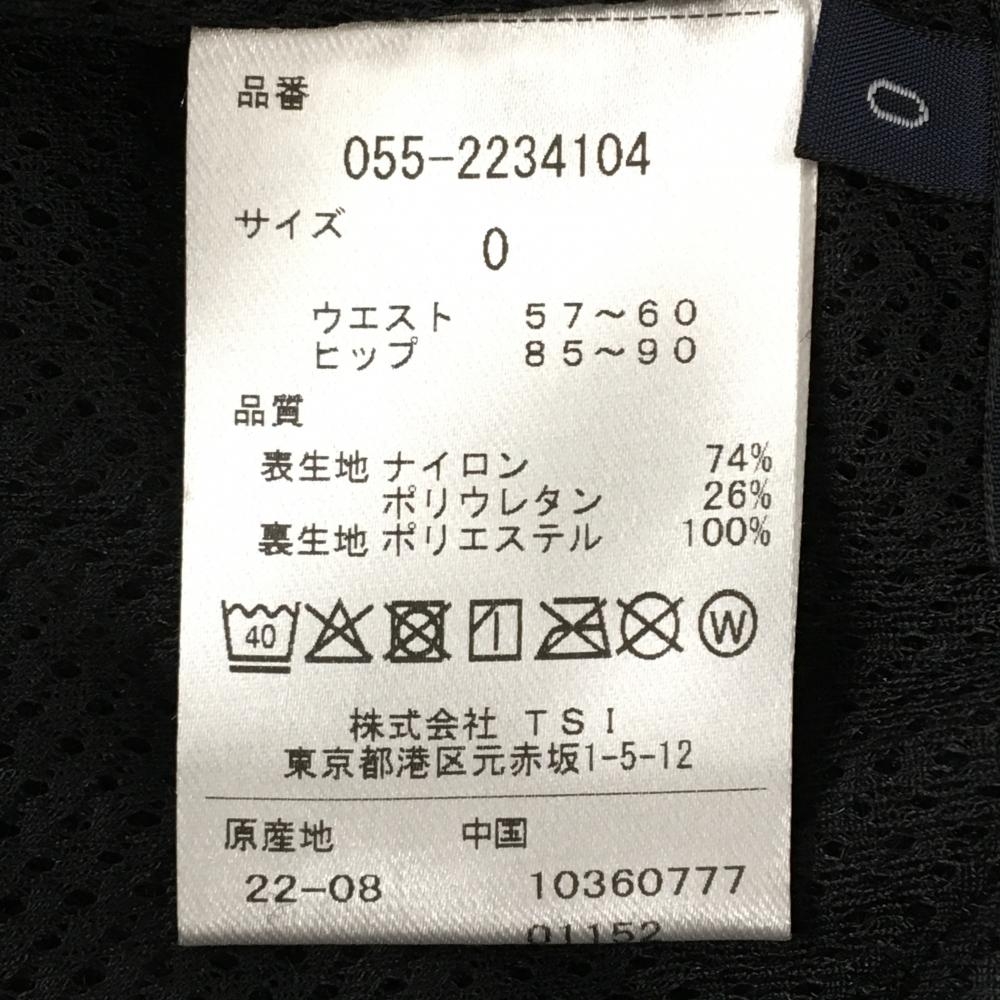 品番
055-2234104
サイズ
0
ウエスト 57〜60
ヒップ 85〜90
品質
表生地 ナイロン 74%
ポリウレタン 26%
裏生地 ポリエステル 100%
40 W
株式会社 TSI
東京都港区元赤坂1-5-12
原産地 中国
22-08 10360777
01152
0